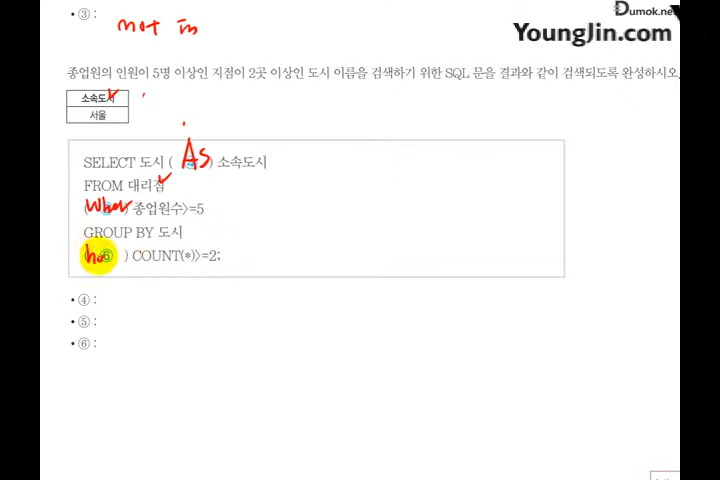 Dumok.ne
YoungJin.com
• ③ :
not in
종업원의 인원이 5명 이상인 지점이 2곳 이상인 도시 이름을 검색하기 위한 SQL 문을 결과와 같이 검색되도록 완성하시오.
소속도시
서울
SELECT 도시 ( As ) 소속도시
FROM 대리점
( Wher ) 종업원수>=5
GROUP BY 도시
( ha ⑥ ) COUNT(*)>=2;
• ④ :
• ⑤ :
• ⑥ :